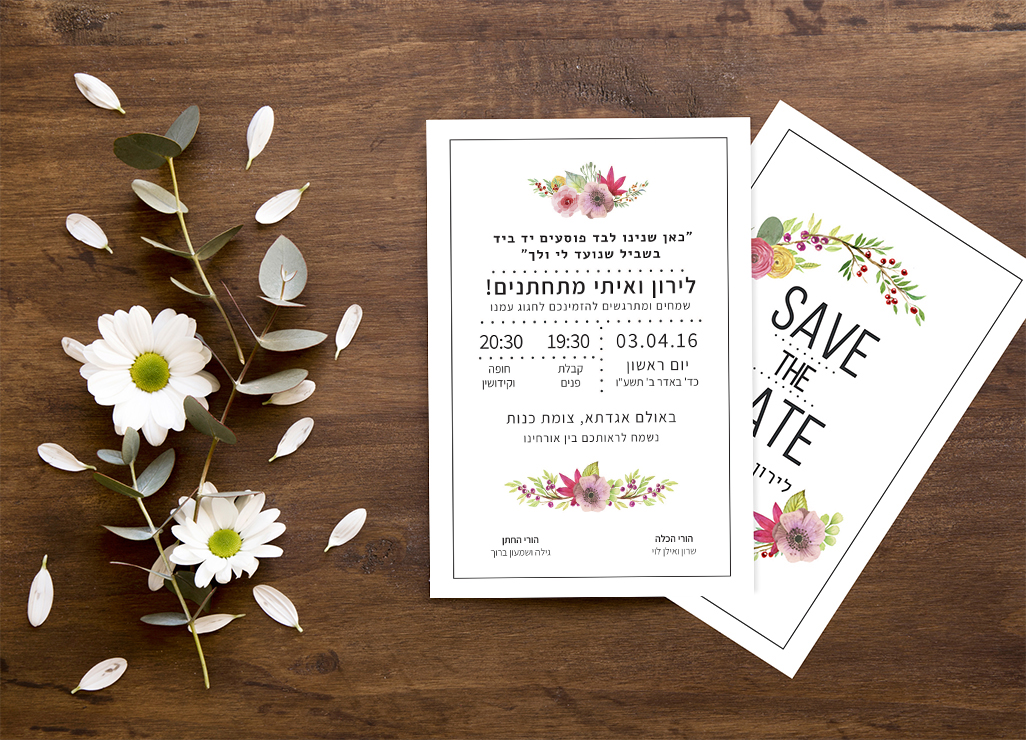 "כאן שנינו לבד פוסעים יד ביד
בשביל שנועד לי ולך"
לירון ואיתי מתחתנים!
שמחים ומתרגשים להזמינכם לחגוג עמנו
03.04.16
יום ראשון
כד' באדר ב' תשע"ו
19:30
קבלת
פנים
20:30
חופה
וקידושין
באולם אגדתא, צומת כנות
נשמח לראותכם בין אורחינו
הורי הכלה
שרון ואילן לוי
הורי החתן
גילה ושמעון ברוך
SAVE
THE
ATE
לירון